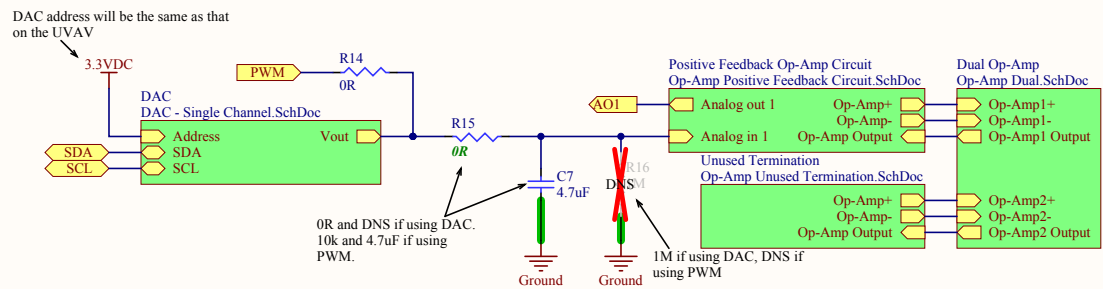 DAC address will be the same as that
on the UVAV
3.3VDC
PWM
R14
0R
DAC
DAC - Single Channel.SchDoc
Address
SDA
SCL
Vout
SDA
SCL
R15
0R
C7
4.7uF
R16
DNS
0R and DNS if using DAC.
10k and 4.7uF if using
PWM.
Ground
Ground
1M if using DAC, DNS if
using PWM
AO1
Positive Feedback Op-Amp Circuit
Op-Amp Positive Feedback Circuit.SchDoc
Analog out 1
Analog in 1
Op-Amp+
Op-Amp-
Op-Amp Output
Unused Termination
Op-Amp Unused Termination.SchDoc
Op-Amp+
Op-Amp-
Op-Amp Output
Dual Op-Amp
Op-Amp Dual.SchDoc
Op-Amp1+
Op-Amp1-
Op-Amp1 Output
Op-Amp2+
Op-Amp2-
Op-Amp2 Output